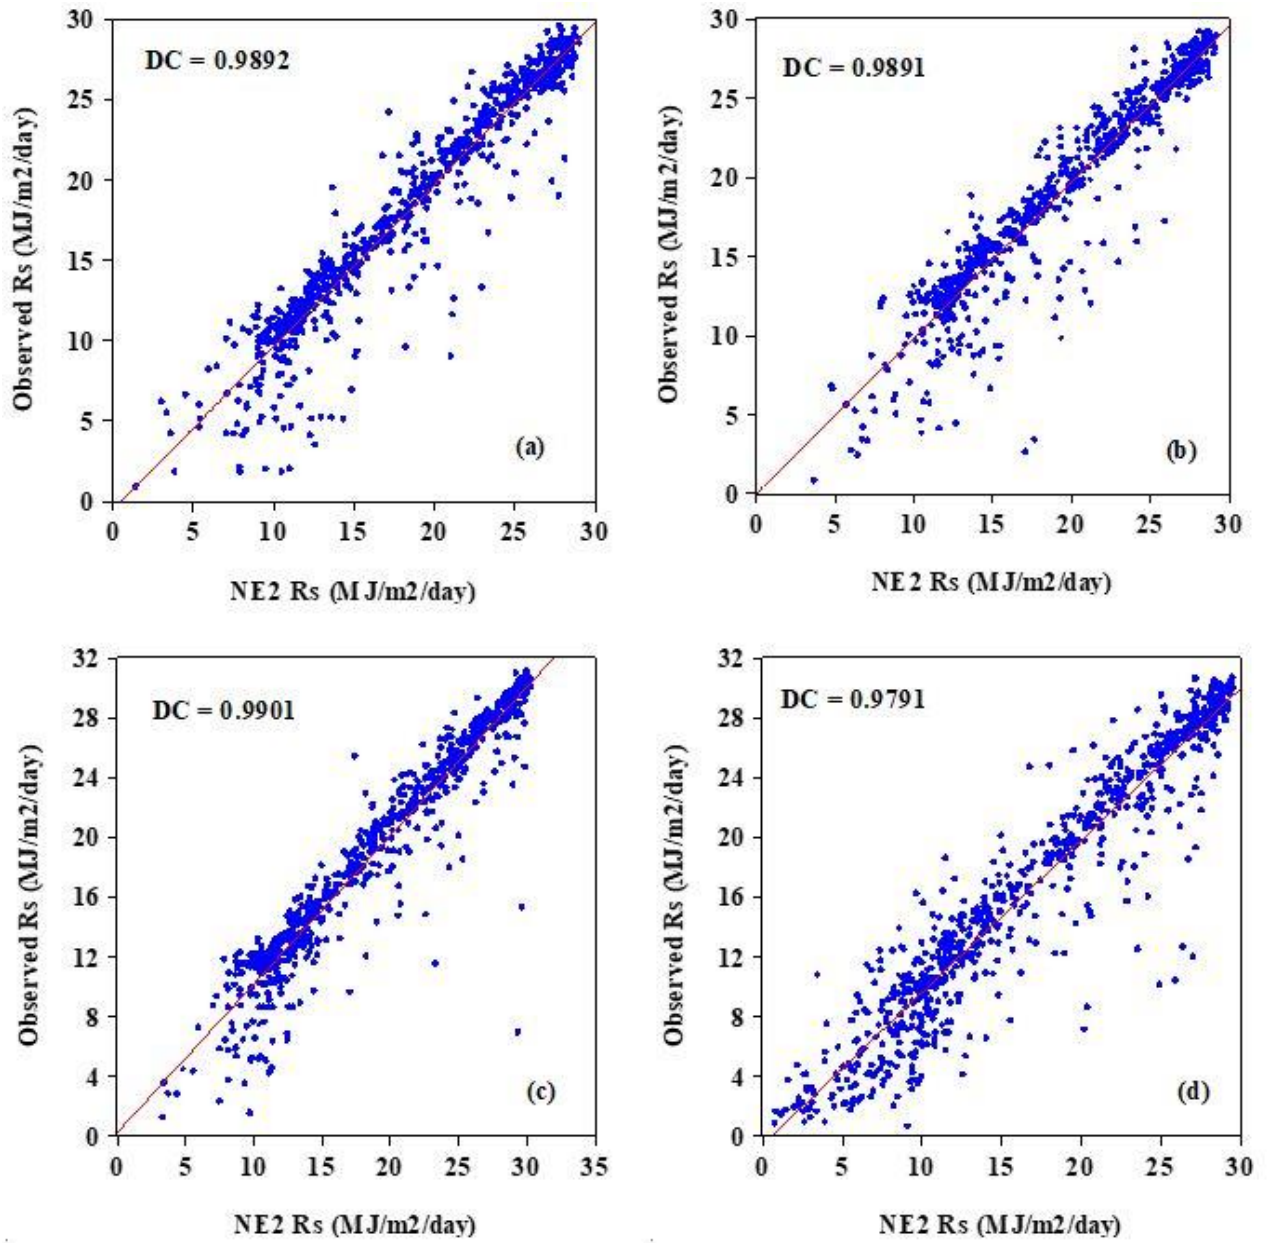 30
DC = 0.9892
25
20
15
10
5
0
Observed Rs (MJ/m2/day)
(a)
0 5 10 15 20 25 30
NE2 Rs (MJ/m2/day)
30
DC = 0.9891
25
20
15
10
5
0
Observed Rs (MJ/m2/day)
(b)
0 5 10 15 20 25 30
NE2 Rs (MJ/m2/day)
32
DC = 0.9901
28
24
20
16
12
8
4
0
Observed Rs (MJ/m2/day)
(c)
0 5 10 15 20 25 30 35
NE2 Rs (MJ/m2/day)
32
DC = 0.9791
28
24
20
16
12
8
4
0
Observed Rs (MJ/m2/day)
(d)
0 5 10 15 20 25 30
NE2 Rs (MJ/m2/day)